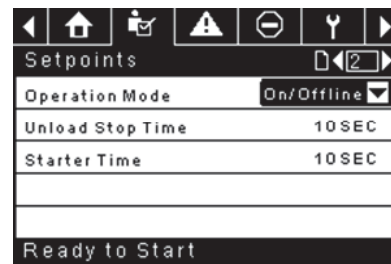 Setpoints 2
Operation Mode On/Offline
Unload Stop Time 10SEC
Starter Time 10SEC
Ready to Start